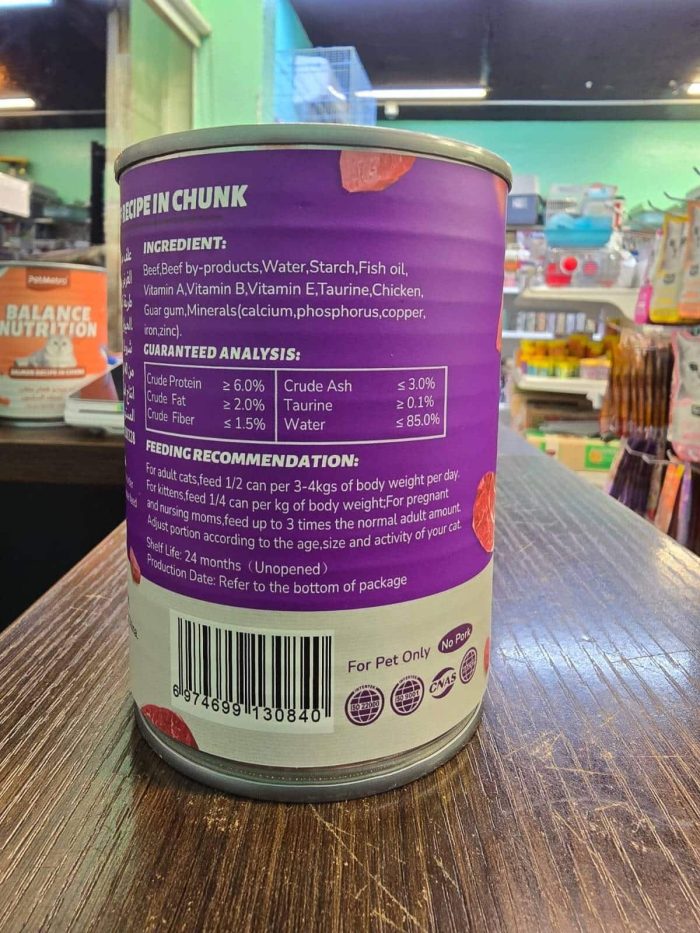 RECIPE IN CHUNK
INGREDIENT:
Beef,Beef by-products,Water,Starch,Fish oil,
Vitamin A,Vitamin B,Vitamin E,Taurine,Chicken,
Guar gum,Minerals(calcium,phosphorus,copper,
iron,zinc).
GUARANTEED ANALYSIS:
Crude Protein ≥ 6.0% Crude Ash ≤ 3.0%
Crude Fat ≥ 2.0% Taurine ≥ 0.1%
Crude Fiber ≤ 1.5% Water ≤ 85.0%
FEEDING RECOMMENDATION:
For adult cats,feed 1/2 can per 3-4kgs of body weight per day.
For kittens,feed 1/4 can per kg of body weight;For pregnant
and nursing moms,feed up to 3 times the normal adult amount.
Adjust portion according to the age,size and activity of your cat.
Shelf Life: 24 months (Unopened)
Production Date: Refer to the bottom of package
For Pet Only
No Pork
ISO 22000
ISO 9001
CNAS
6 974699 130840
PetMetro
BALANCE
NUTRITION